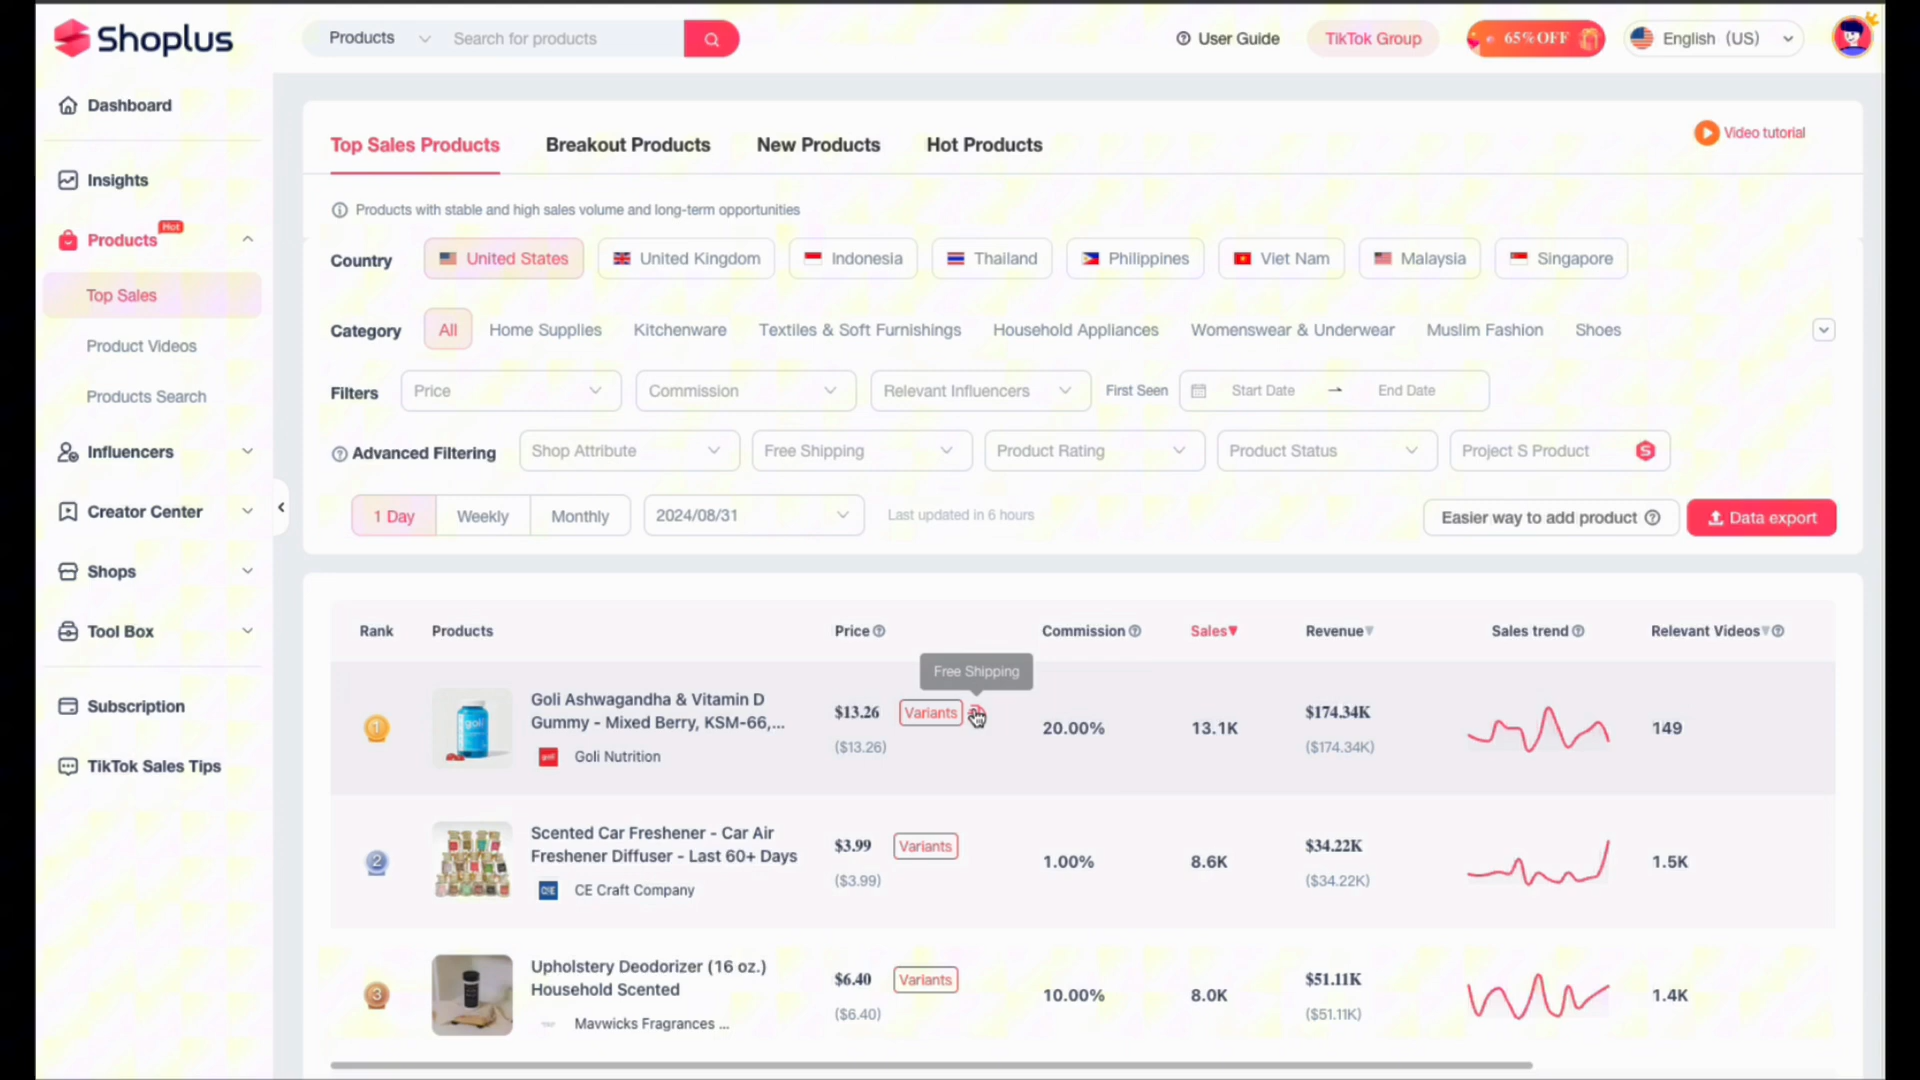 Shoplus
Products
Search for products
User Guide
TikTok Group
65%OFF
English (US)
Dashboard
Insights
Products
Hot
Top Sales
Product Videos
Products Search
Influencers
Creator Center
Shops
Tool Box
Subscription
TikTok Sales Tips
Top Sales Products
Breakout Products
New Products
Hot Products
Video tutorial
Products with stable and high sales volume and long-term opportunities
Country
United States
United Kingdom
Indonesia
Thailand
Philippines
Viet Nam
Malaysia
Singapore
Category
All
Home Supplies
Kitchenware
Textiles & Soft Furnishings
Household Appliances
Womenswear & Underwear
Muslim Fashion
Shoes
Filters
Price
Commission
Relevant Influencers
First Seen
Start Date
End Date
Advanced Filtering
Shop Attribute
Free Shipping
Product Rating
Product Status
Project S Product
S
1 Day
Weekly
Monthly
2024/08/31
Last updated in 6 hours
Easier way to add product
Data export
Rank
Products
Price
Commission
Sales
Revenue
Sales trend
Relevant Videos
Free Shipping
1
goli
Goli Ashwagandha & Vitamin D
Gummy - Mixed Berry, KSM-66,...
goli
Goli Nutrition
$13.26
Variants
($13.26)
20.00%
13.1K
$174.34K
($174.34K)
149
2
Scented Car Freshener - Car Air
Freshener Diffuser - Last 60+ Days
CE Craft Company
$3.99
Variants
($3.99)
1.00%
8.6K
$34.22K
($34.22K)
1.5K
3
Upholstery Deodorizer (16 oz.)
Household Scented
Mavwicks Fragrances ...
$6.40
Variants
($6.40)
10.00%
8.0K
$51.11K
($51.11K)
1.4K